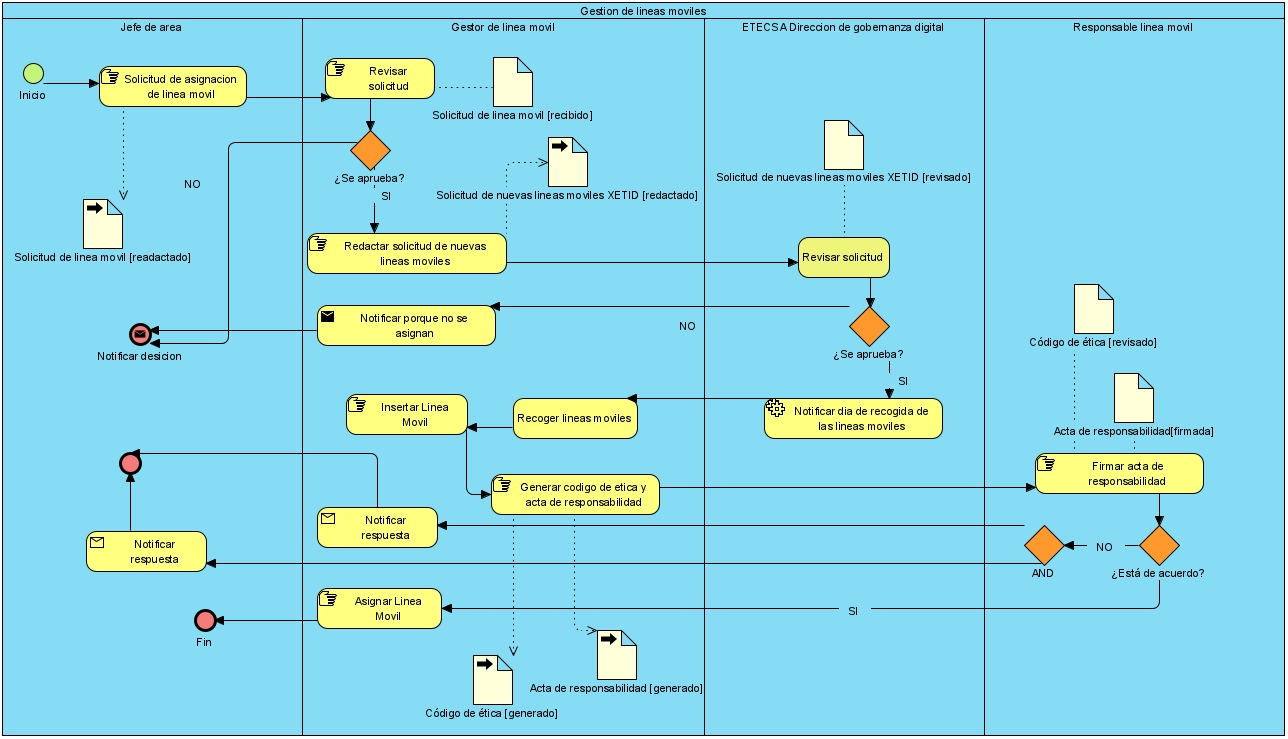 Gestion de lineas moviles
Jefe de area
Gestor de linea movil
ETECSA Direccion de gobernanza digital
Responsable linea movil
Inicio
Solicitud de asignacion
de linea movil
Solicitud de linea movil [readactado]
NO
Revisar
solicitud
Solicitud de linea movil [recibido]
¿Se aprueba?
SI
Solicitud de nuevas lineas moviles XETID [redactado]
Redactar solicitud de nuevas
lineas moviles
Solicitud de nuevas lineas moviles XETID [revisado]
Revisar solicitud
¿Se aprueba?
NO
SI
Notificar porque no se
asignan
Notificar desicion
Notificar dia de recogida de
las lineas moviles
Recoger lineas moviles
Insertar Linea
Movil
Generar codigo de etica y
acta de responsabilidad
Código de ética [revisado]
Acta de responsabilidad[firmada]
Firmar acta de
responsabilidad
¿Está de acuerdo?
NO
AND
SI
Notificar
respuesta
Notificar
respuesta
Asignar Linea
Movil
Fin
Acta de responsabilidad [generado]
Código de ética [generado]